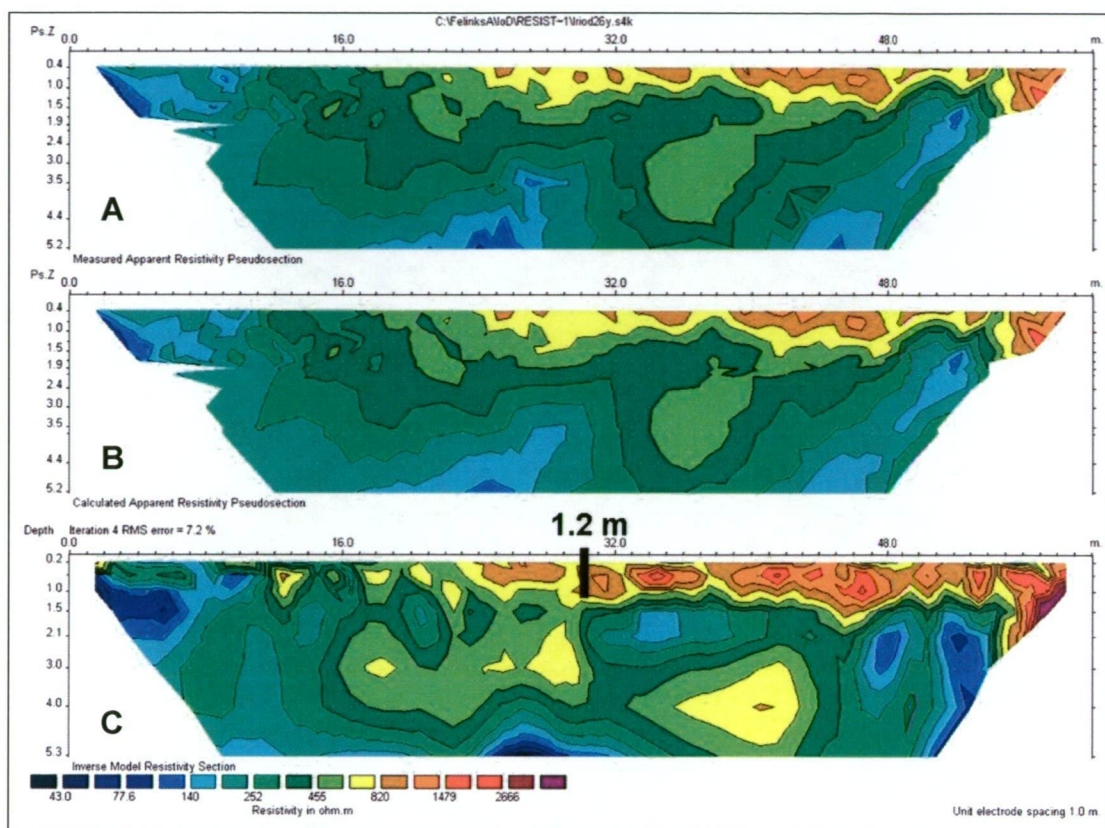 C:\FelinksA\IoD\RESIST~1\Iriod26y.s4k
Ps.Z 0.0 16.0 32.0 48.0 m.
0.4
1.0
1.5
1.9
2.4
3.0
3.5
4.4
5.2
A
Measured Apparent Resistivity Pseudosection
Ps.Z 0.0 16.0 32.0 48.0 m.
0.4
1.0
1.5
1.9
2.4
3.0
3.5
4.4
5.2
B
Calculated Apparent Resistivity Pseudosection
Depth Iteration 4 RMS error = 7.2 %
1.2 m
0.0 16.0 32.0 48.0 m.
0.2
1.0
1.5
2.1
3.0
4.0
5.3
C
Inverse Model Resistivity Section
43.0 77.6 140 252 455 820 1479 2666
Resistivity in ohm.m
Unit electrode spacing 1.0 m.